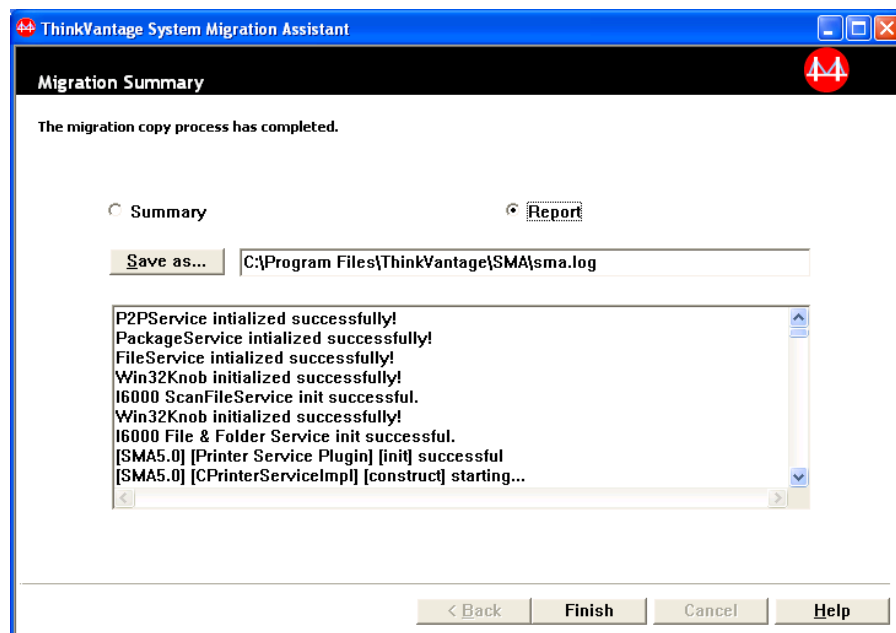 ThinkVantage System Migration Assistant
Migration Summary
The migration copy process has completed.
Summary
Report
Save as...
C:\Program Files\ThinkVantage\SMA\sma.log
P2PService intialized successfully!
PackageService intialized successfully!
FileService intialized successfully!
Win32Knob initialized successfully!
I6000 ScanFileService init successful.
Win32Knob initialized successfully!
I6000 File & Folder Service init successful.
[SMA5.0] [Printer Service Plugin] [init] successful
[SMA5.0] [CPrinterServiceImpl] [construct] starting...
< Back
Finish
Cancel
Help